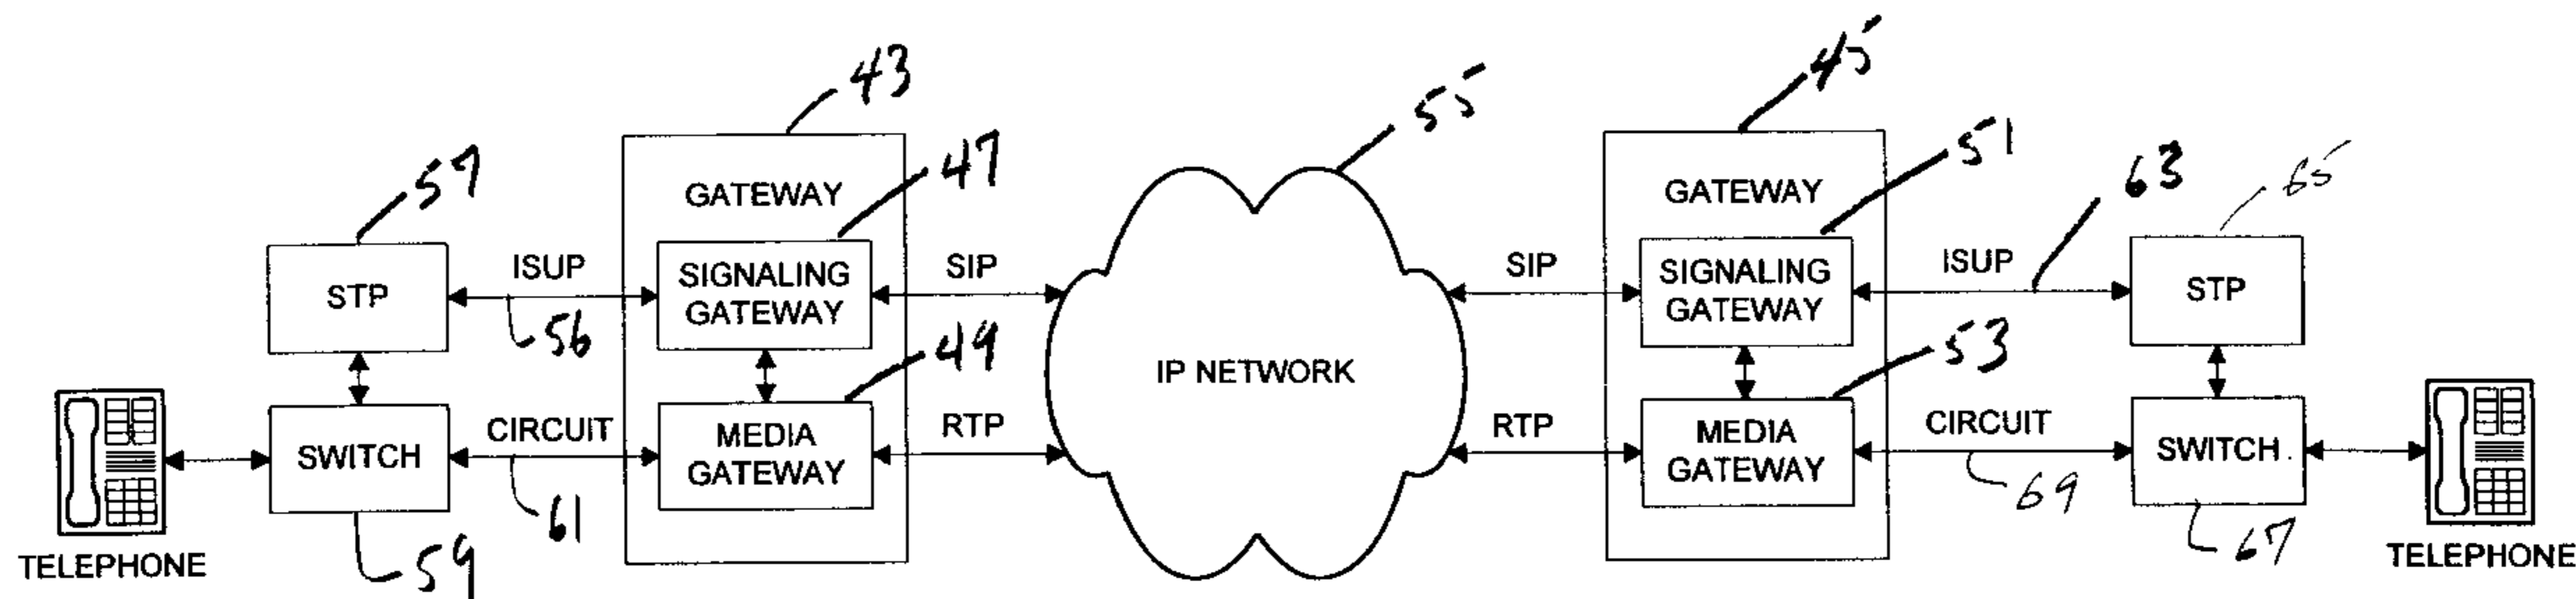 43
45
55
47
51
57
63
65
GATEWAY
GATEWAY
ISUP
SIGNALING
GATEWAY
SIP
SIP
SIGNALING
GATEWAY
ISUP
STP
STP
56
49
53
IP NETWORK
CIRCUIT
MEDIA
GATEWAY
RTP
RTP
MEDIA
GATEWAY
CIRCUIT
SWITCH
SWITCH
61
69
TELEPHONE
59
67
TELEPHONE